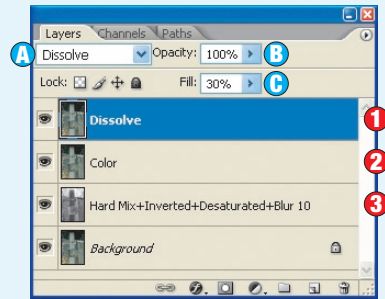 Layers Channels Paths
A Dissolve Opacity: 100% B
Lock: Fill: 30% C
Dissolve 1
Color 2
Hard Mix+Inverted+Desaturated+Blur 10 3
Background